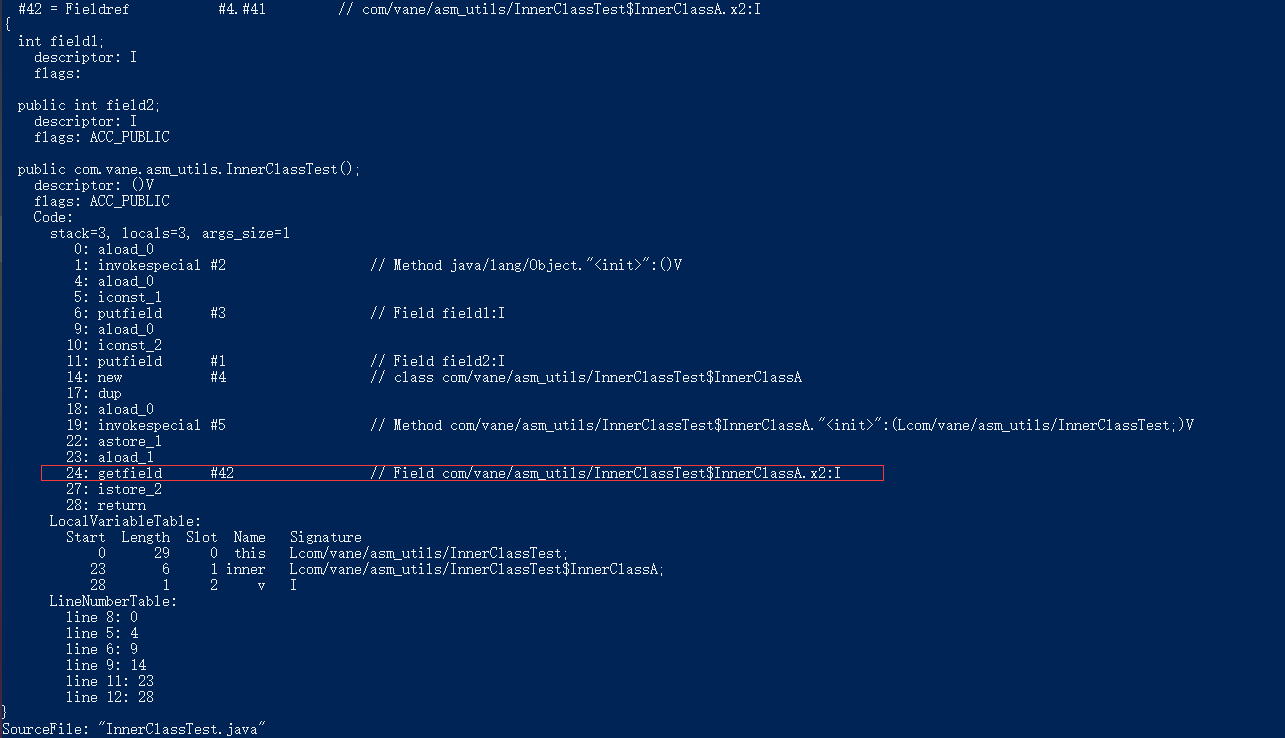 #42 = Fieldref           #4.#41         // com/vane/asm_utils/InnerClassTest$InnerClassA.x2:I
{
  int field1;
    descriptor: I
    flags:

  public int field2;
    descriptor: I
    flags: ACC_PUBLIC

  public com.vane.asm_utils.InnerClassTest();
    descriptor: ()V
    flags: ACC_PUBLIC
    Code:
      stack=3, locals=3, args_size=1
         0: aload_0
         1: invokespecial #2                  // Method java/lang/Object."<init>":()V
         4: aload_0
         5: iconst_1
         6: putfield      #3                  // Field field1:I
         9: aload_0
        10: iconst_2
        11: putfield      #1                  // Field field2:I
        14: new           #4                  // class com/vane/asm_utils/InnerClassTest$InnerClassA
        17: dup
        18: aload_0
        19: invokespecial #5                  // Method com/vane/asm_utils/InnerClassTest$InnerClassA."<init>":(Lcom/vane/asm_utils/InnerClassTest;)V
        22: astore_1
        23: aload_1
        24: getfield      #42                 // Field com/vane/asm_utils/InnerClassTest$InnerClassA.x2:I
        27: istore_2
        28: return
      LocalVariableTable:
        Start  Length  Slot  Name   Signature
            0      29     0  this   Lcom/vane/asm_utils/InnerClassTest;
           23       6     1 inner   Lcom/vane/asm_utils/InnerClassTest$InnerClassA;
           28       1     2     v   I
      LineNumberTable:
        line 8: 0
        line 5: 4
        line 6: 9
        line 9: 14
        line 11: 23
        line 12: 28
}
SourceFile: "InnerClassTest.java"